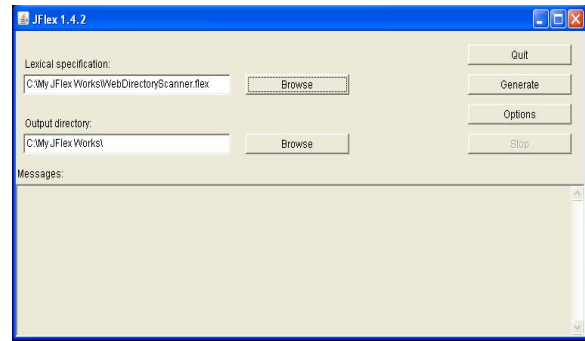 JFlex 1.4.2
Lexical specification:
C:\My JFlex Works\WebDirectoryScanner.flex
Browse
Output directory:
C:\My JFlex Works\
Browse
Quit
Generate
Options
Stop
Messages: